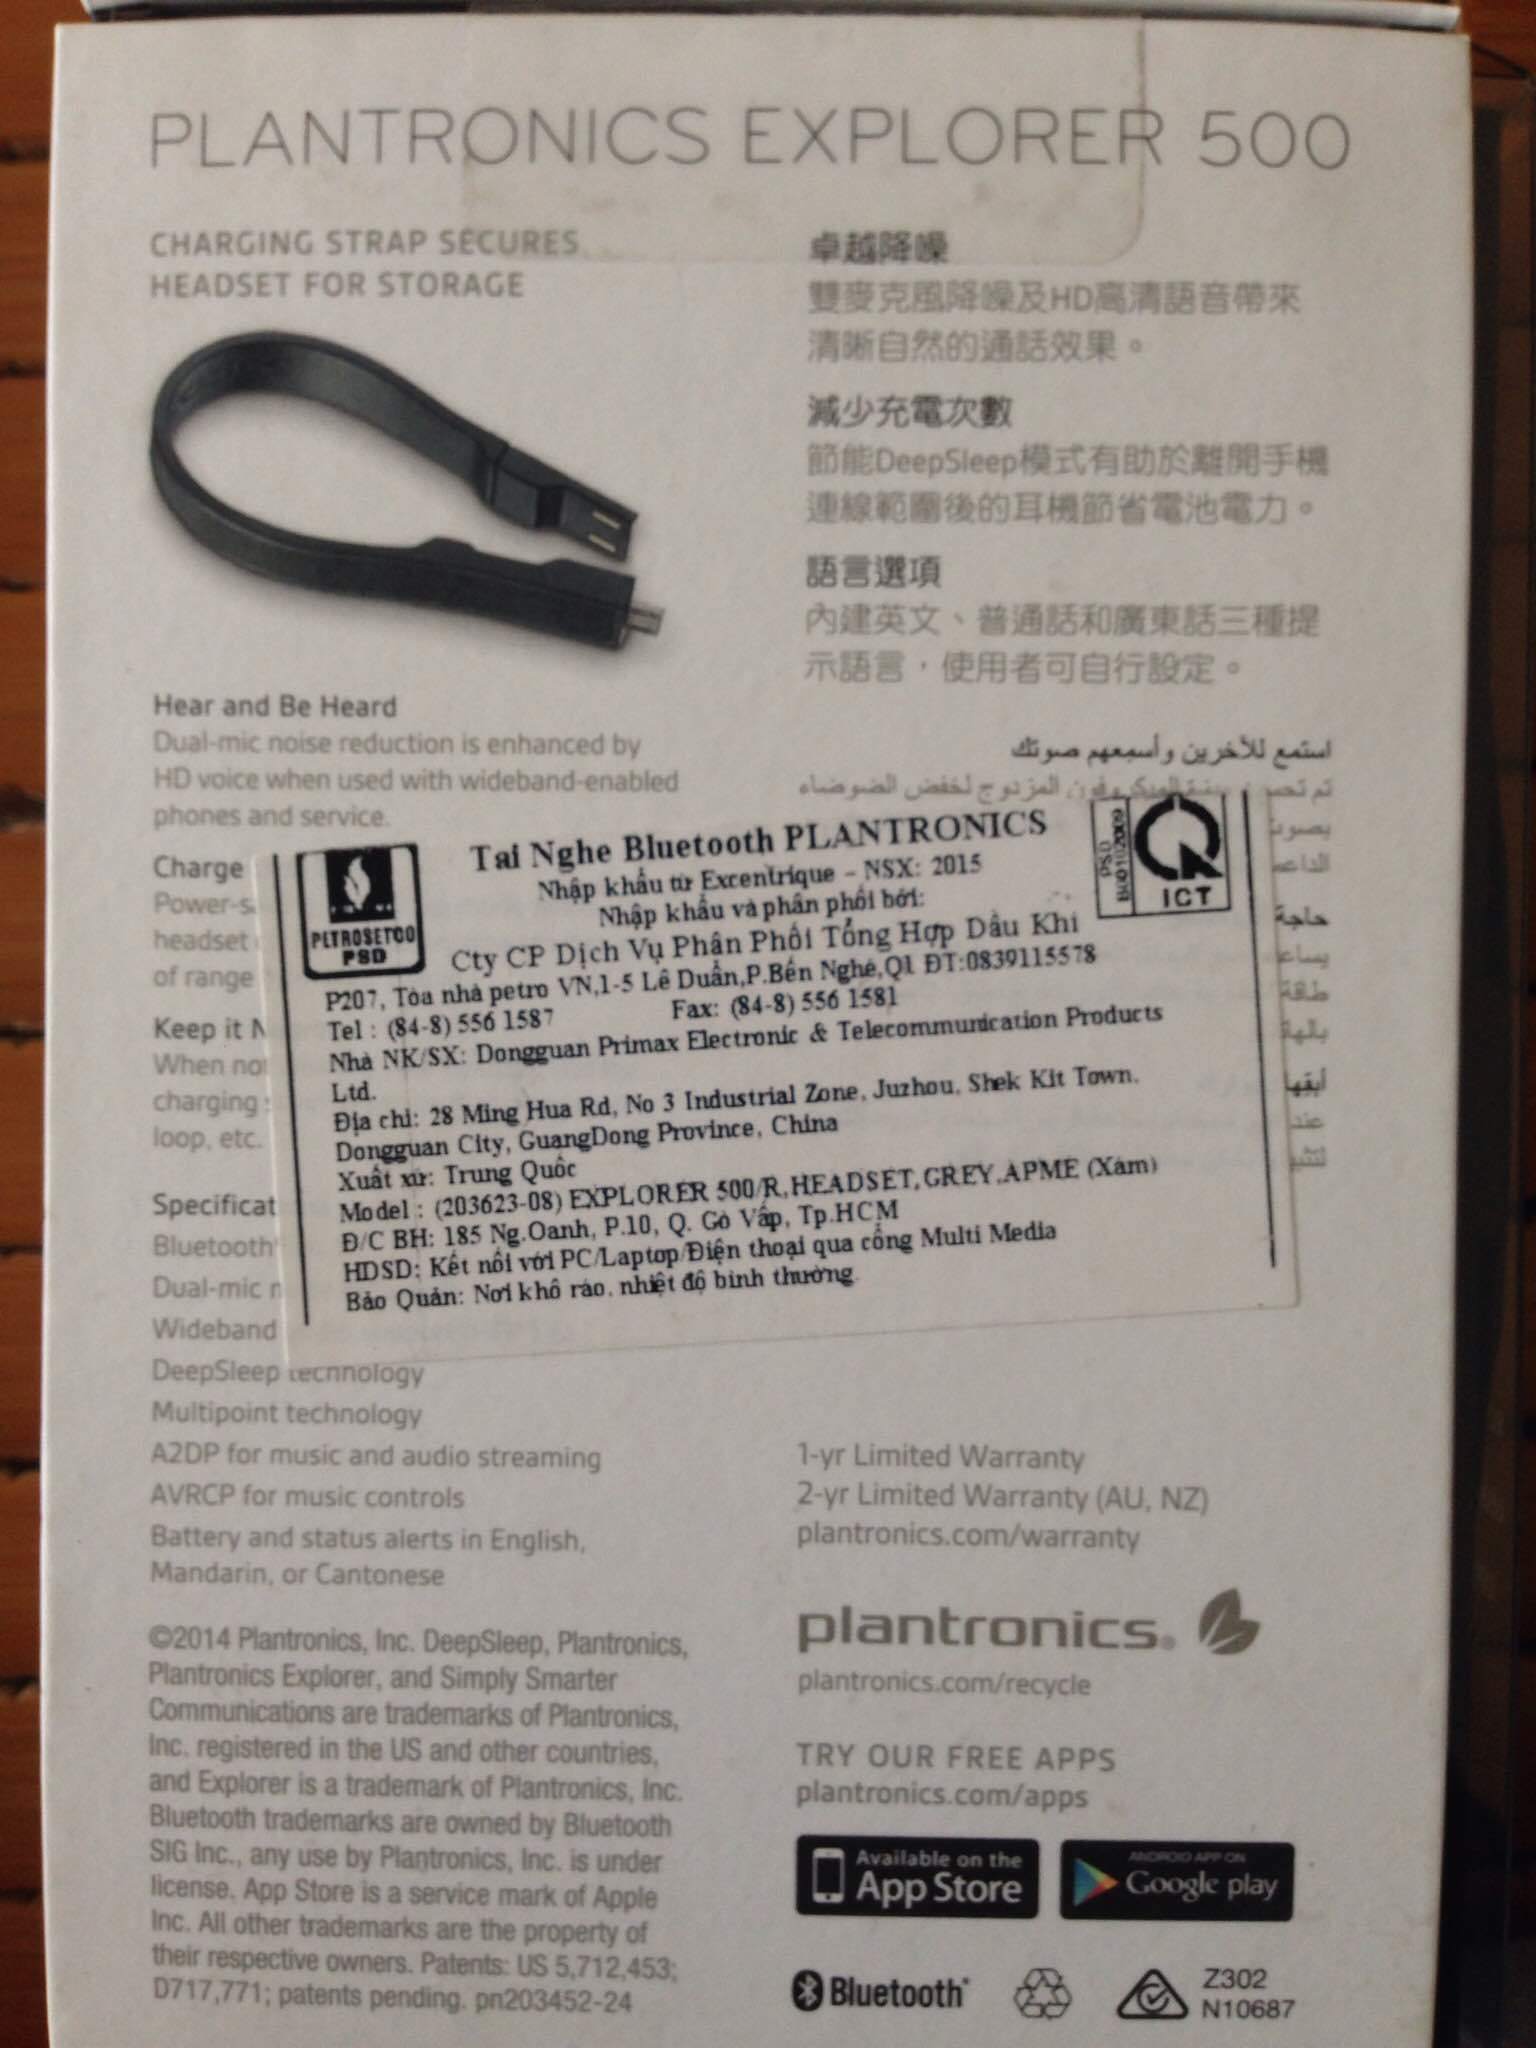 PLANTRONICS EXPLORER 500
CHARGING STRAP SECURES
HEADSET FOR STORAGE
Hear and Be Heard
Dual-mic noise reduction is enhanced by
HD voice when used with wideband-enabled
phones and service.
Charge
Power-s
headset
of range
Keep it N
When not
charging
loop, etc.
Specificat
Bluetooth
Dual-mic n
Wideband
DeepSleep technology
Multipoint technology
A2DP for music and audio streaming
AVRCP for music controls
Battery and status alerts in English,
Mandarin, or Cantonese
©2014 Plantronics, Inc. DeepSleep, Plantronics,
Plantronics Explorer, and Simply Smarter
Communications are trademarks of Plantronics,
Inc. registered in the US and other countries,
and Explorer is a trademark of Plantronics, Inc.
Bluetooth trademarks are owned by Bluetooth
SIG Inc., any use by Plantronics, Inc. is under
license. App Store is a service mark of Apple
Inc. All other trademarks are the property of
their respective owners. Patents: US 5,712,453;
D717,771; patents pending. pn203452-24
卓越降噪
雙麥克風降噪及HD高清語音帶來
清晰自然的通話效果。
減少充電次數
節能DeepSleep模式有助於離開手機
連線範圍後的耳機節省電池電力。
語言選項
內建英文、普通話和廣東話三種提
示語言，使用者可自行設定。
استمع للآخرين وأسمعهم صوتك
المزدوج لخفض الضوضاء
حاجة
طاقة
عند
PETROSETCO
PSD
Tai Nghe Bluetooth PLANTRONICS
Nhập khẩu từ Excentrique – NSX: 2015
Nhập khẩu và phân phối bởi:
Cty CP Dịch Vụ Phân Phối Tổng Hợp Dầu Khí
P207, Tòa nhà petro VN,1-5 Lê Duẩn,P.Bến Nghé,Q1 ĐT:0839115578
Tel : (84-8) 556 1587 Fax: (84-8) 556 1581
Nhà NK/SX: Dongguan Primax Electronic & Telecommunication Products
Ltd.
Địa chỉ: 28 Ming Hua Rd, No 3 Industrial Zone, Juzhou, Shek Kit Town,
Dongguan City, GuangDong Province, China
Xuất xứ: Trung Quốc
Model : (203623-08) EXPLORER 500/R,HEADSET,GREY,APME (Xám)
Đ/C BH: 185 Ng.Oanh, P.10, Q. Gò Vấp, Tp.HCM
HDSD: Kết nối với PC/Laptop/Điện thoại qua cổng Multi Media
Bảo Quản: Nơi khô ráo, nhiệt độ bình thường
PSD
ICT
1-yr Limited Warranty
2-yr Limited Warranty (AU, NZ)
plantronics.com/warranty
plantronics®
plantronics.com/recycle
TRY OUR FREE APPS
plantronics.com/apps
Available on the
App Store
ANDROID APP ON
Google play
Bluetooth®
Z302
N10687